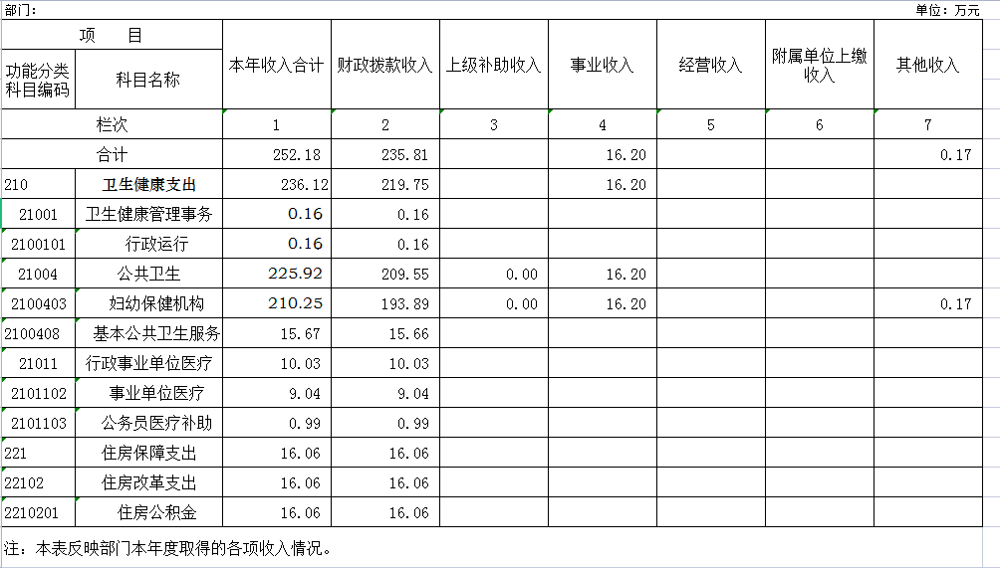 部门： 单位：万元
项 目 本年收入合计 财政拨款收入 上级补助收入 事业收入 经营收入 附属单位上缴收入 其他收入
功能分类科目编码 科目名称
栏次 1 2 3 4 5 6 7
合计 252.18 235.81 16.20 0.17
210 卫生健康支出 236.12 219.75 16.20
21001 卫生健康管理事务 0.16 0.16
2100101 行政运行 0.16 0.16
21004 公共卫生 225.92 209.55 0.00 16.20
2100403 妇幼保健机构 210.25 193.89 0.00 16.20 0.17
2100408 基本公共卫生服务 15.67 15.66
21011 行政事业单位医疗 10.03 10.03
2101102 事业单位医疗 9.04 9.04
2101103 公务员医疗补助 0.99 0.99
221 住房保障支出 16.06 16.06
22102 住房改革支出 16.06 16.06
2210201 住房公积金 16.06 16.06
注：本表反映部门本年度取得的各项收入情况。